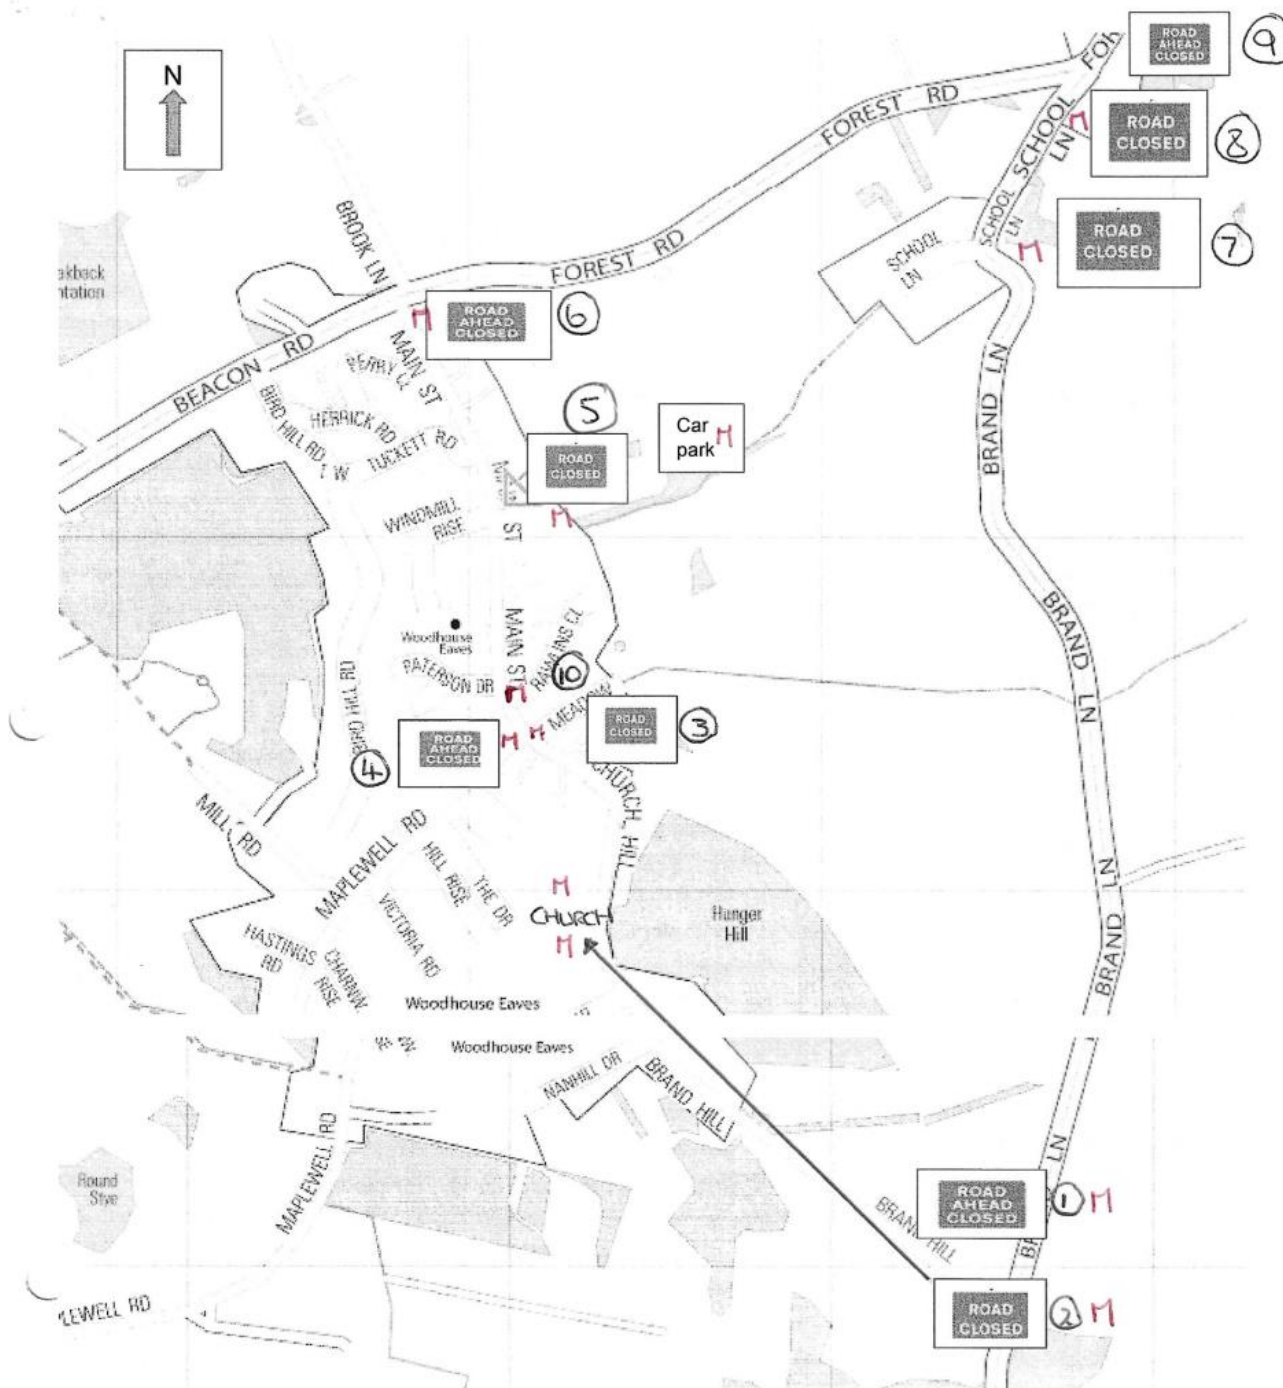 N
ROAD
AHEAD
CLOSED
9
ROAD
CLOSED
8
FOREST RD
SCHOOL LN
M
SCHOOL LN
SCHOOL
LN
M
ROAD
CLOSED
7
BROOK LN
FOREST RD
M
ROAD
AHEAD
CLOSED
6
BEACON RD
MAIN ST
PERRY CL
BRAND LN
HERRICK RD
BIRD HILL RD
TUCKETT RD
5
ROAD
CLOSED
Car
park
M
WINDMILL
RISE
ST
M
Woodhouse
Eaves
MAIN ST
RAWLINS CL
BRAND LN
PATERSON DR
10
M
BIRD HILL RD
4
ROAD
AHEAD
CLOSED
M
M
ROAD
CLOSED
3
CHURCH HILL
MILL RD
MAPLEWELL RD
HILL RISE
THE DR
M
CHURCH
M
VICTORIA RD
HASTINGS
RD
RISE
Hunger
Hill
BRAND LN
Woodhouse Eaves
Woodhouse Eaves
NANHILL DR
BRAND HILL
MAPLEWELL RD
Round
Stye
ROAD
AHEAD
CLOSED
1
M
LN
BRAND HILL
ROAD
CLOSED
2
M
LEWELL RD